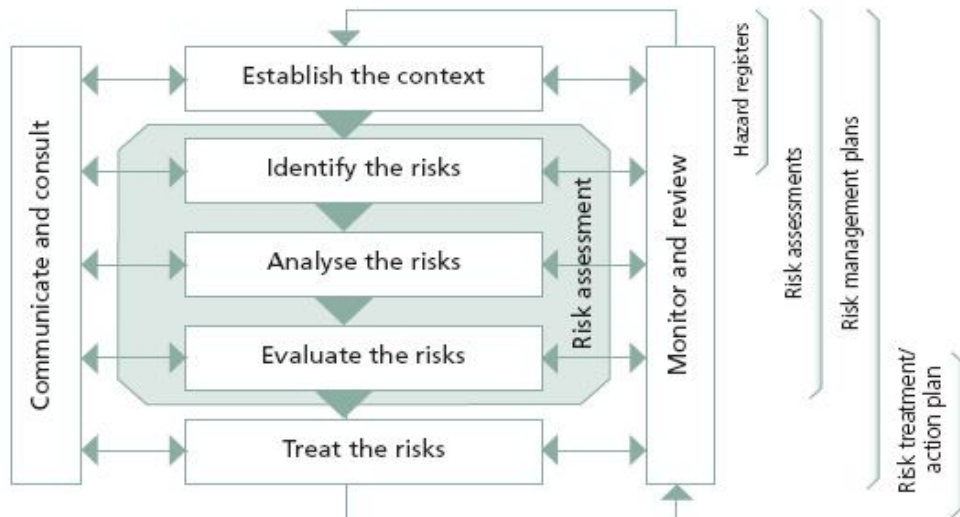 Establish the context
Identify the risks
Analyse the risks
Evaluate the risks
Treat the risks
Communicate and consult
Risk assessment
Monitor and review
Hazard registers
Risk assessments
Risk management plans
Risk treatment/
action plan